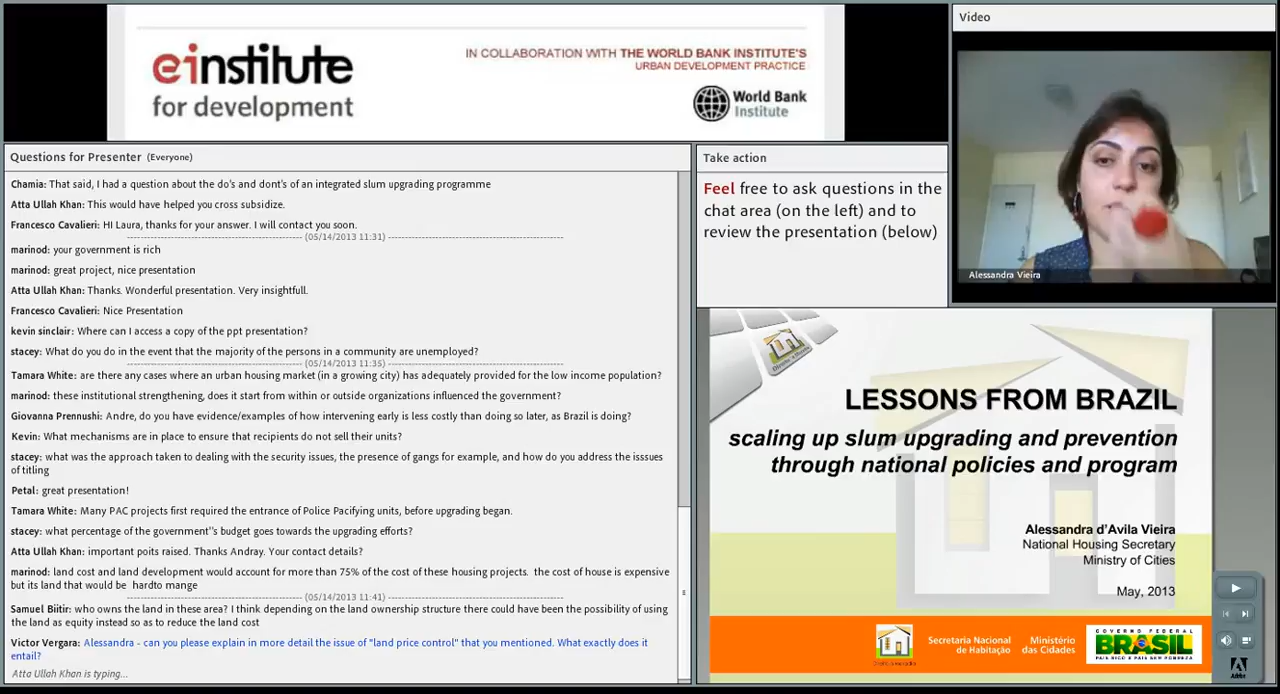 einstitute
for development
IN COLLABORATION WITH THE WORLD BANK INSTITUTE'S
URBAN DEVELOPMENT PRACTICE
World Bank
Institute
Video
Alessandra Vieira
Questions for Presenter (Everyone)
Chamia: That said, I had a question about the do's and dont's of an integrated slum upgrading programme
Atta Ullah Khan: This would have helped you cross subsidize.
Francesco Cavalieri: HI Laura, thanks for your answer. I will contact you soon.
(05/14/2013 11:31)
marinod: your government is rich
marinod: great project, nice presentation
Atta Ullah Khan: Thanks. Wonderful presentation. Very insightfull.
Francesco Cavalieri: Nice Presentation
kevin sinclair: Where can I access a copy of the ppt presentation?
stacey: What do you do in the event that the majority of the persons in a community are unemployed?
(05/14/2013 11:35)
Tamara White: are there any cases where an urban housing market (in a growing city) has adequately provided for the low income population?
marinod: these institutional strengthening, does it start from within or outside organizations influenced the government?
Giovanna Prennushi: Andre, do you have evidence/examples of how intervening early is less costly than doing so later, as Brazil is doing?
Kevin: What mechanisms are in place to ensure that recipients do not sell their units?
stacey: what was the approach taken to dealing with the security issues, the presence of gangs for example, and how do you address the isssues
of titling
Petal: great presentation!
Tamara White: Many PAC projects first required the entrance of Police Pacifying units, before upgrading began.
stacey: what percentage of the government''s budget goes towards the upgrading efforts?
Atta Ullah Khan: important poits raised. Thanks Andray. Your contact details?
marinod: land cost and land development would account for more than 75% of the cost of these housing projects.  the cost of house is expensive
but its land that would be  hardto mange
(05/14/2013 11:41)
Samuel Biitir: who owns the land in these area? I think depending on the land ownership structure there could have been the possibility of using
the land as equity instead so as to reduce the land cost
Victor Vergara: Alessandra - can you please explain in more detail the issue of "land price control" that you mentioned. What exactly does it
entail?
Atta Ullah Khan is typing...
Take action
Feel free to ask questions in the
chat area (on the left) and to
review the presentation (below)
LESSONS FROM BRAZIL
scaling up slum upgrading and prevention
through national policies and program
Alessandra d'Avila Vieira
National Housing Secretary
Ministry of Cities
May, 2013
Secretaria Nacional
de Habitação
Ministério
das Cidades
GOVERNO FEDERAL
BRASIL
PAÍS RICO É PAÍS SEM POBREZA
Adobe